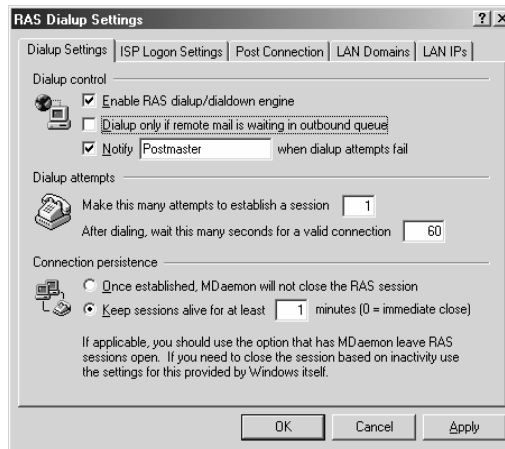 RAS Dialup Settings
Dialup Settings ISP Logon Settings Post Connection LAN Domains LAN IPs
Dialup control
Enable RAS dialup/dialdown engine
Dialup only if remote mail is waiting in outbound queue
Notify Postmaster when dialup attempts fail
Dialup attempts
Make this many attempts to establish a session 1
After dialing, wait this many seconds for a valid connection 60
Connection persistence
Once established, MDaemon will not close the RAS session
Keep sessions alive for at least 1 minutes (0 = immediate close)
If applicable, you should use the option that has MDaemon leave RAS
sessions open. If you need to close the session based on inactivity use
the settings for this provided by Windows itself.
OK Cancel Apply